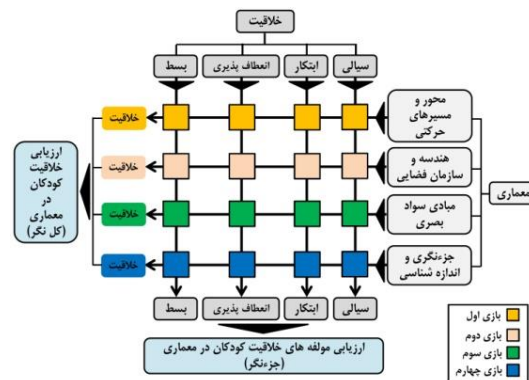 خلاقیت
سیالی
ابتکار
انعطاف پذیری
بسط
محور و
مسیرهای
حرکتی
خلاقیت
هندسه و
سازمان فضایی
خلاقیت
معماری
مبادی سواد
بصری
خلاقیت
جزءنگری و
اندازه شناسی
خلاقیت
ارزیابی
خلاقیت
کودکان
در
معماری
(کل نگر)
سیالی
ابتکار
انعطاف پذیری
بسط
ارزیابی مولفه های خلاقیت کودکان در معماری
(جزءنگر)
بازی اول
بازی دوم
بازی سوم
بازی چهارم